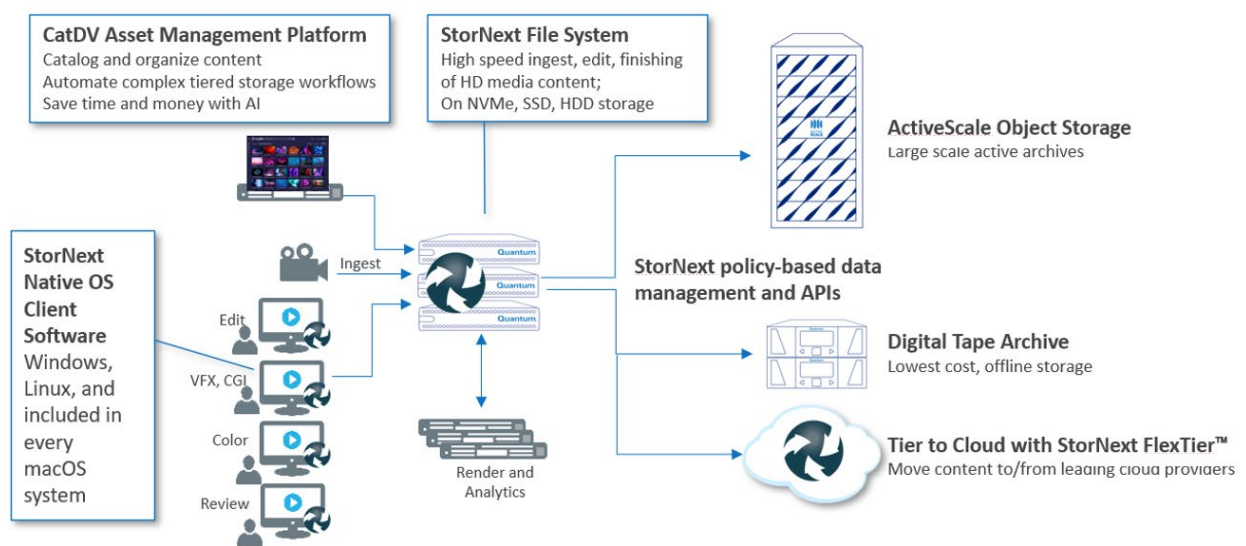 CatDV Asset Management Platform
Catalog and organize content
Automate complex tiered storage workflows
Save time and money with AI
StorNext File System
High speed ingest, edit, finishing
of HD media content;
On NVMe, SSD, HDD storage
ActiveScale Object Storage
Large scale active archives
StorNext
Native OS
Client
Software
Windows,
Linux, and
included in
every
macOS
system
Ingest
Edit
VFX, CGI
Color
Review
Quantum
Quantum
Quantum
Render and
Analytics
StorNext policy-based data
management and APIs
Digital Tape Archive
Lowest cost, offline storage
Tier to Cloud with StorNext FlexTier™
Move content to/from leading cloud providers